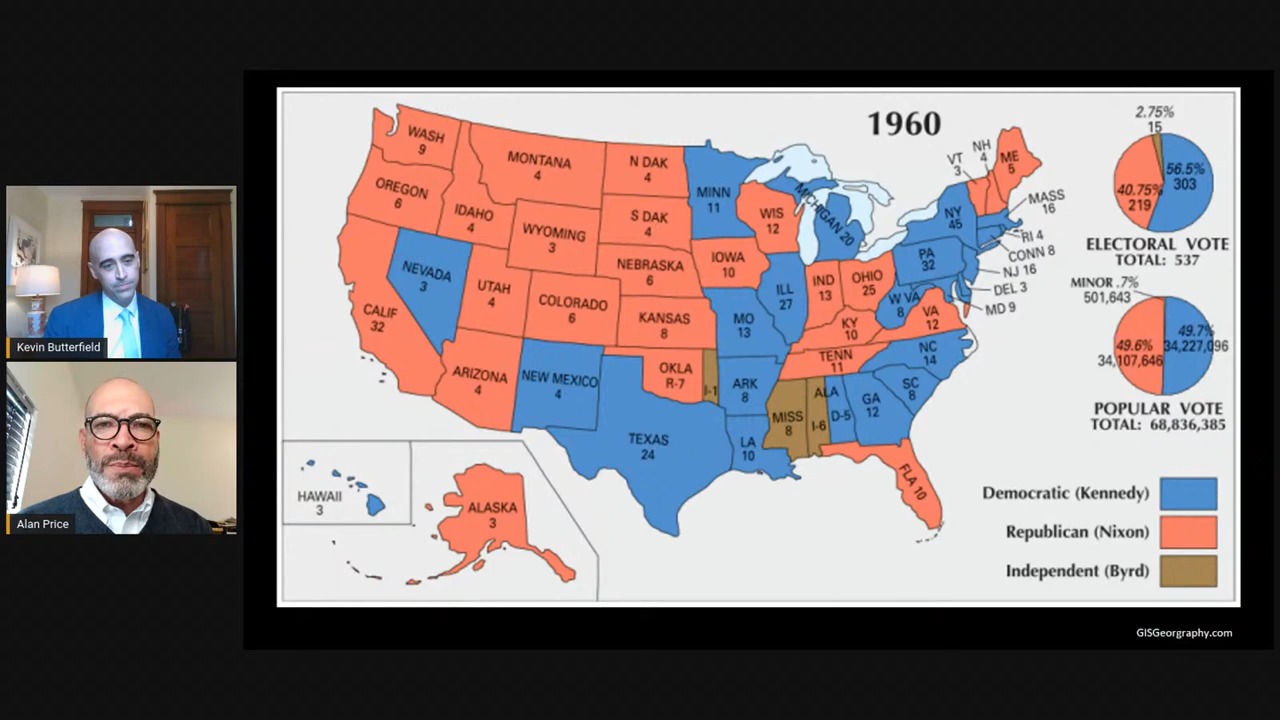 Kevin Butterfield
Alan Price
1960
WASH
9
OREGON
6
CALIF
32
NEVADA
3
IDAHO
4
MONTANA
4
WYOMING
3
UTAH
4
COLORADO
6
ARIZONA
4
NEW MEXICO
4
N DAK
4
S DAK
4
NEBRASKA
6
KANSAS
8
OKLA
R-7
I-1
TEXAS
24
MINN
11
IOWA
10
MO
13
ARK
8
LA
10
WIS
12
ILL
27
MICHIGAN 20
IND
13
OHIO
25
KY
10
TENN
11
MISS
8
ALA
I-6
D-5
GA
12
FLA 10
SC
8
NC
14
VA
12
W VA
8
PA
32
NY
45
VT
3
NH
4
ME
5
MASS
16
RI 4
CONN 8
NJ 16
DEL 3
MD 9
HAWAII
3
ALASKA
3
2.75%
15
56.5%
303
40.75%
219
ELECTORAL VOTE
TOTAL: 537
MINOR .7%
501,643
49.7%
34,227,096
49.6%
34,107,646
POPULAR VOTE
TOTAL: 68,836,385
Democratic (Kennedy)
Republican (Nixon)
Independent (Byrd)
GISGeorgraphy.com